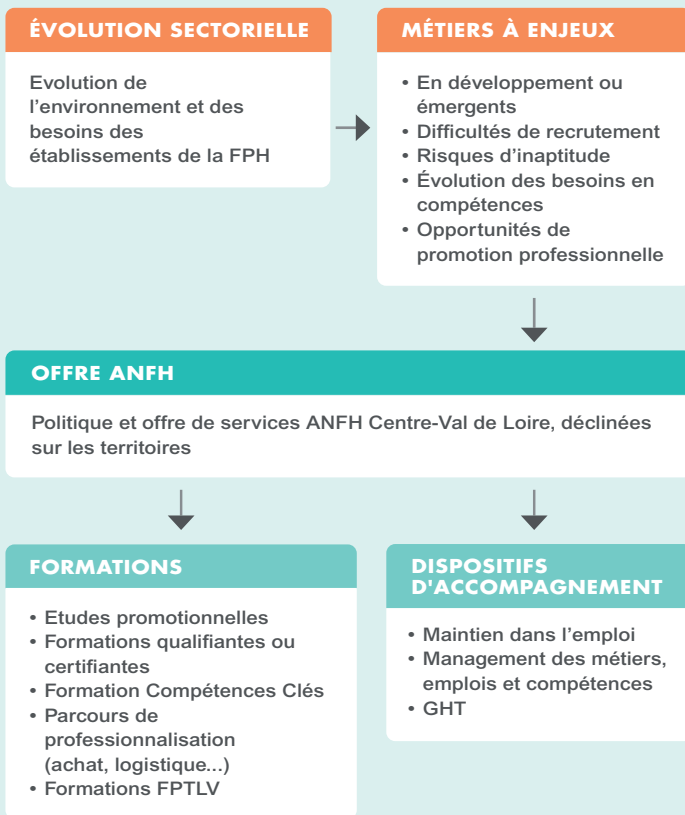 ÉVOLUTION SECTORIELLE
Evolution de
l'environnement et des
besoins des
établissements de la FPH
MÉTIERS À ENJEUX
• En développement ou
émergents
• Difficultés de recrutement
• Risques d'inaptitude
• Évolution des besoins en
compétences
• Opportunités de
promotion professionnelle
OFFRE ANFH
Politique et offre de services ANFH Centre-Val de Loire, déclinées
sur les territoires
FORMATIONS
• Etudes promotionnelles
• Formations qualifiantes ou
certifiantes
• Formation Compétences Clés
• Parcours de
professionnalisation
(achat, logistique...)
• Formations FPTLV
DISPOSITIFS
D'ACCOMPAGNEMENT
• Maintien dans l'emploi
• Management des métiers,
emplois et compétences
• GHT